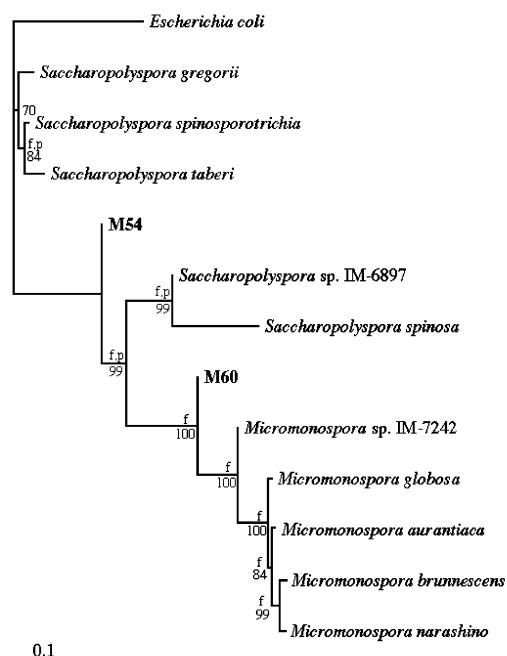 Escherichia coli
Saccharopolyspora gregorii
70
Saccharopolyspora spinosporotrichia
f,p
84
Saccharopolyspora taberi
M54
Saccharopolyspora sp. IM-6897
f,p
99
Saccharopolyspora spinosa
f,p
99
M60
f
100
Micromonospora sp. IM-7242
f
100
Micromonospora globosa
f
100
Micromonospora aurantiaca
f
84
Micromonospora brunnescens
f
99
Micromonospora narashino
0.1